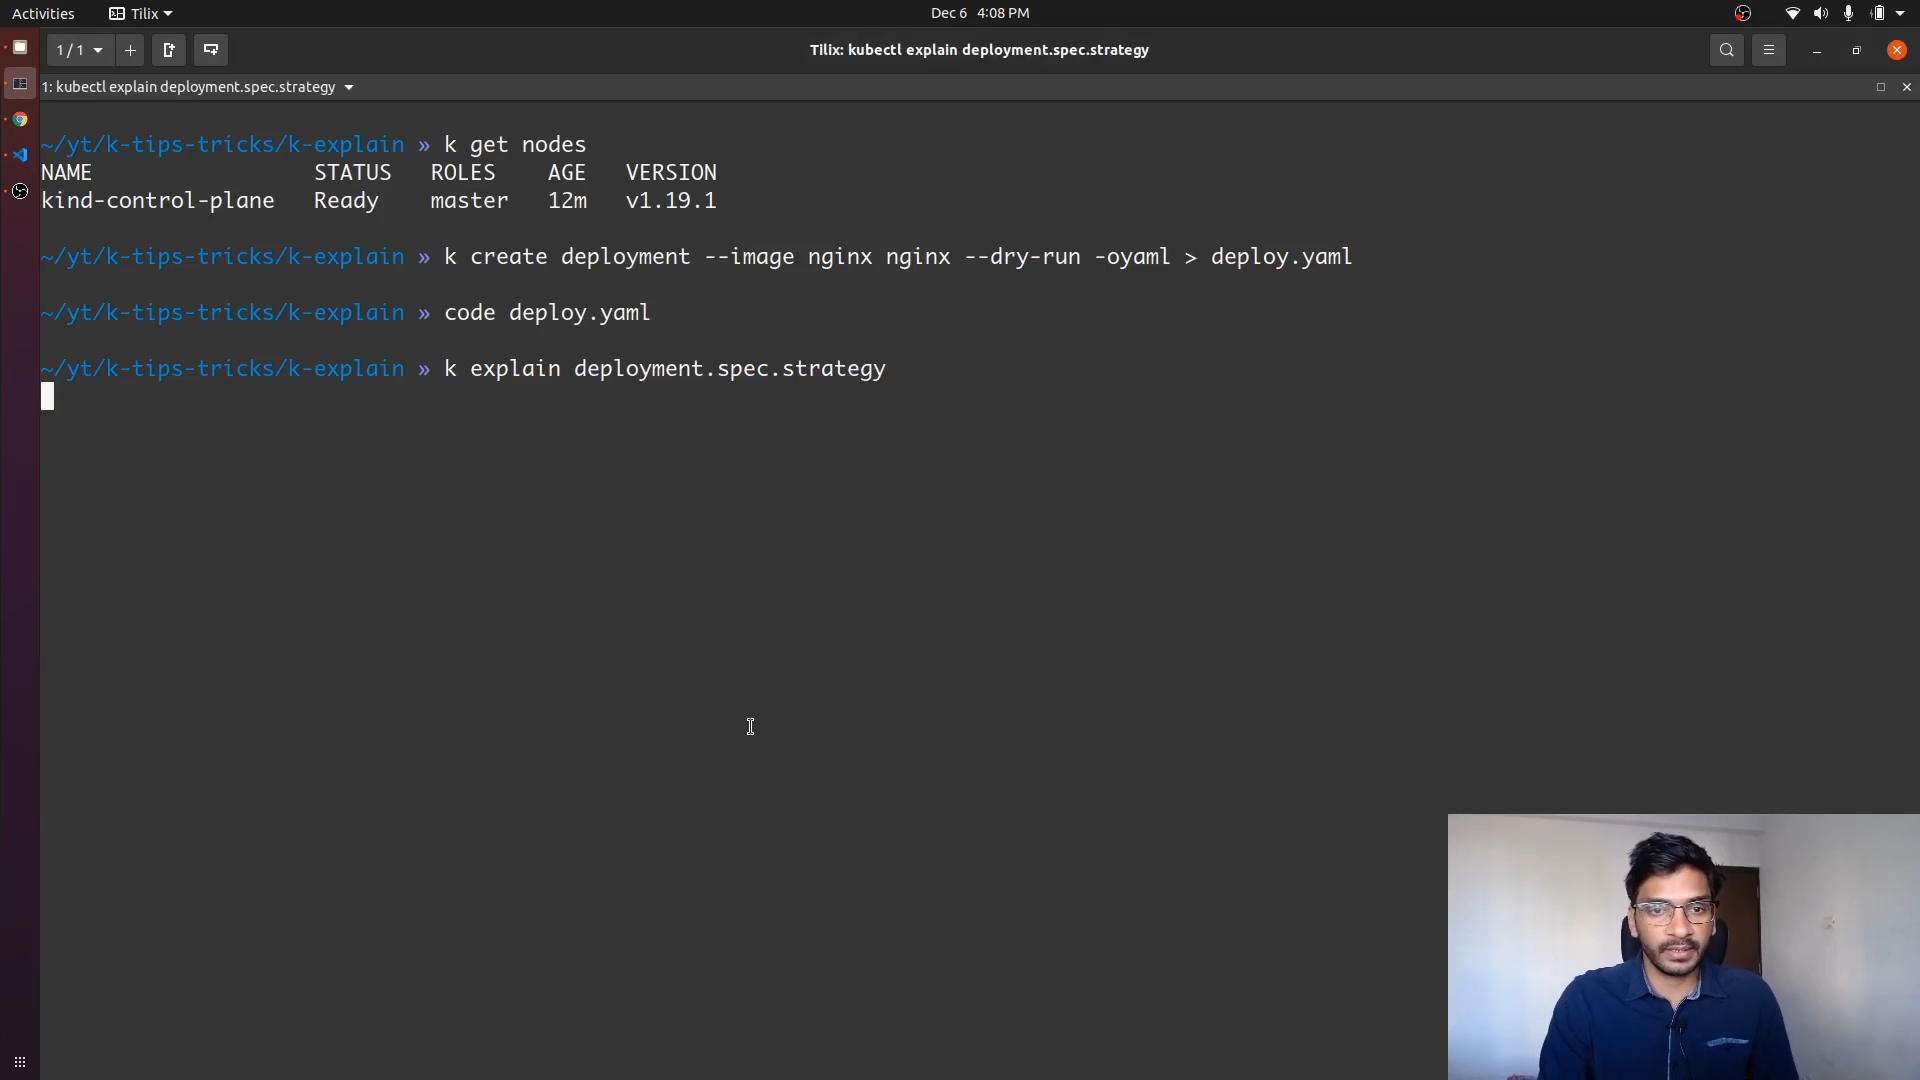 Activities Tilix Dec 6 4:08 PM
1 / 1 Tilix: kubectl explain deployment.spec.strategy
1: kubectl explain deployment.spec.strategy
~/yt/k-tips-tricks/k-explain » k get nodes
NAME STATUS ROLES AGE VERSION
kind-control-plane Ready master 12m v1.19.1
~/yt/k-tips-tricks/k-explain » k create deployment --image nginx nginx --dry-run -oyaml > deploy.yaml
~/yt/k-tips-tricks/k-explain » code deploy.yaml
~/yt/k-tips-tricks/k-explain » k explain deployment.spec.strategy